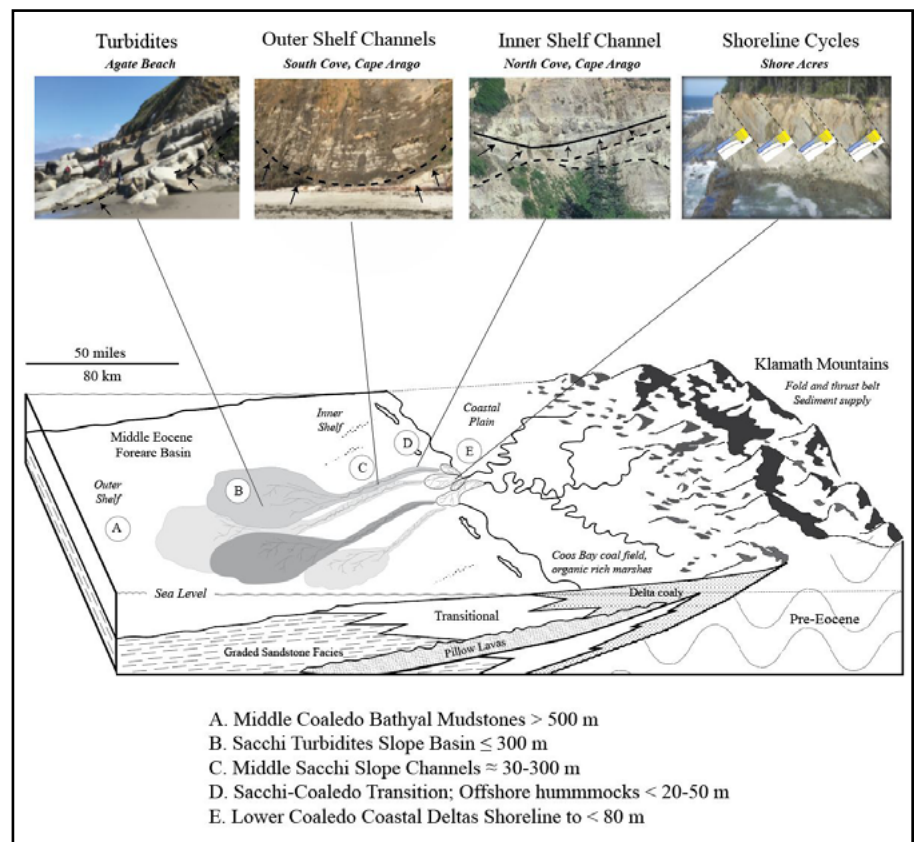 Turbidites
Agate Beach
Outer Shelf Channels
South Cove, Cape Arago
Inner Shelf Channel
North Cove, Cape Arago
Shoreline Cycles
Shore Acres
50 miles
80 km
Klamath Mountains
Fold and thrust belt
Sediment supply
Middle Eocene
Forearc Basin
Inner
Shelf
Coastal
Plain
Outer
Shelf
A
B
C
D
E
Coos Bay coal field,
organic rich marshes
Sea Level
Delta coaly
Transitional
Pre-Eocene
Graded Sandstone Facies
Pillow Lavas
A. Middle Coaledo Bathyal Mudstones > 500 m
B. Sacchi Turbidites Slope Basin ≤ 300 m
C. Middle Sacchi Slope Channels ≈ 30-300 m
D. Sacchi-Coaledo Transition; Offshore hummmocks < 20-50 m
E. Lower Coaledo Coastal Deltas Shoreline to < 80 m